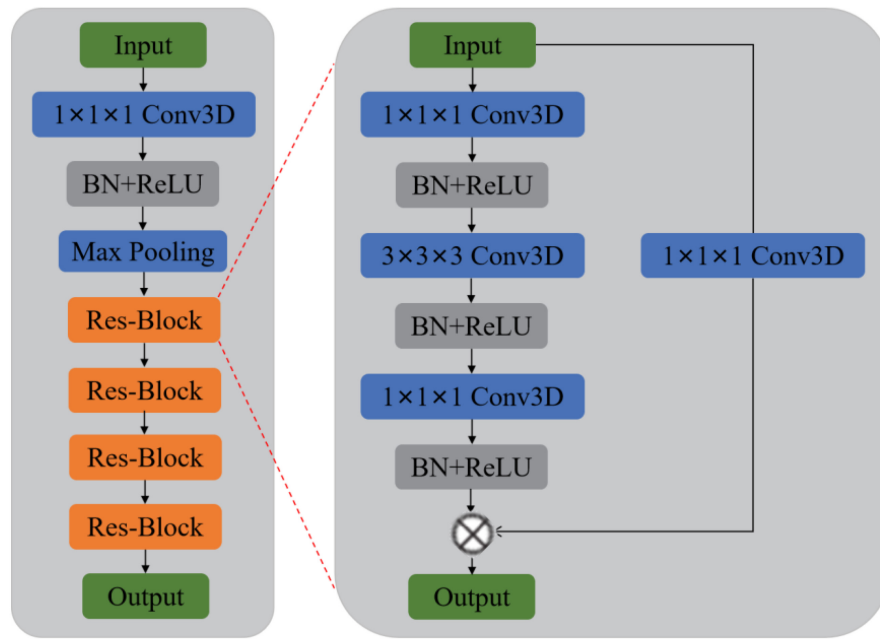 Input
1×1×1 Conv3D
BN+ReLU
Max Pooling
Res-Block
Res-Block
Res-Block
Res-Block
Output
Input
1×1×1 Conv3D
BN+ReLU
3×3×3 Conv3D
1×1×1 Conv3D
BN+ReLU
1×1×1 Conv3D
BN+ReLU
Output